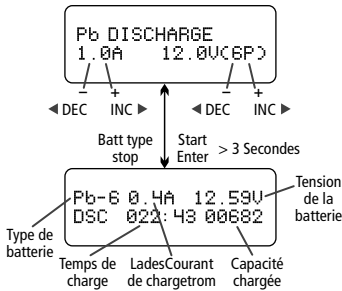 Pb DISCHARGE
1.0A 12.0V(6P)
− + − +
◀ DEC INC ▶ ◀ DEC INC ▶
Batt type
stop
Start
Enter
> 3 Secondes
Pb-6 0.4A 12.59V
DSC 022:43 00682
Tension
de la
batterie
Type de
batterie
Temps de
charge
LadesCourant
de chargetrom
Capacité
chargée